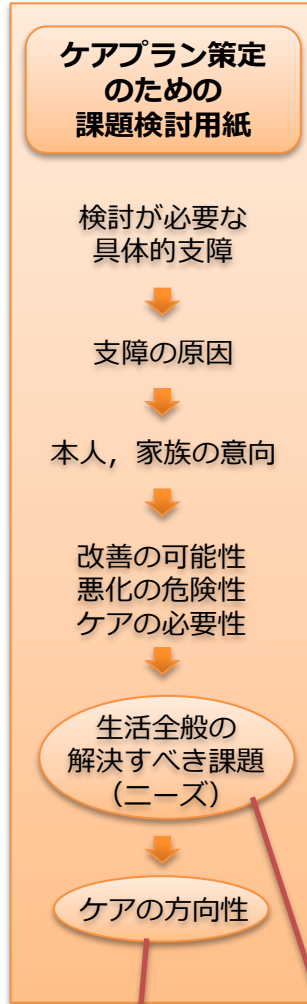 ケアプラン策定
のための
課題検討用紙
検討が必要な
具体的支障
支障の原因
本人，家族の意向
改善の可能性
悪化の危険性
ケアの必要性
生活全般の
解決すべき課題
（ニーズ）
ケアの方向性